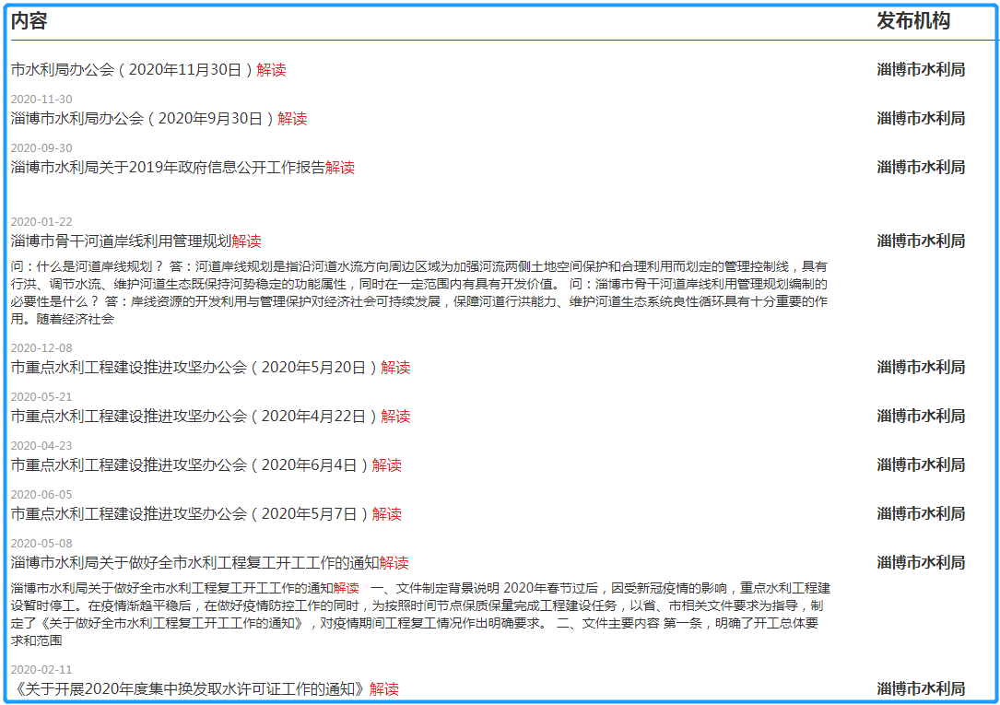 内容 发布机构
市水利局办公会（2020年11月30日）解读 淄博市水利局
2020-11-30
淄博市水利局办公会（2020年9月30日）解读 淄博市水利局
2020-09-30
淄博市水利局关于2019年政府信息公开工作报告解读 淄博市水利局
2020-01-22
淄博市骨干河道岸线利用管理规划解读 淄博市水利局
问：什么是河道岸线规划？ 答：河道岸线规划是指沿河道水流方向周边区域为加强河流两侧土地空间保护和合理利用而划定的管理控制线，具有
行洪、调节水流、维护河道生态既保持河势稳定的功能属性，同时在一定范围内有具有开发价值。 问：淄博市骨干河道岸线利用管理规划编制的
必要性是什么？ 答：岸线资源的开发利用与管理保护对经济社会可持续发展，保障河道行洪能力、维护河道生态系统良性循环具有十分重要的作
用。随着经济社会
2020-12-08
市重点水利工程建设推进攻坚办公会（2020年5月20日）解读 淄博市水利局
2020-05-21
市重点水利工程建设推进攻坚办公会（2020年4月22日）解读 淄博市水利局
2020-04-23
市重点水利工程建设推进攻坚办公会（2020年6月4日）解读 淄博市水利局
2020-06-05
市重点水利工程建设推进攻坚办公会（2020年5月7日）解读 淄博市水利局
2020-05-08
淄博市水利局关于做好全市水利工程复工开工工作的通知解读 淄博市水利局
淄博市水利局关于做好全市水利工程复工开工工作的通知解读 一、文件制定背景说明 2020年春节过后，因受新冠疫情的影响，重点水利工程建
设暂时停工。在疫情渐趋平稳后，在做好疫情防控工作的同时，为按照时间节点保质保量完成工程建设任务，以省、市相关文件要求为指导，制
定了《关于做好全市水利工程复工开工工作的通知》，对疫情期间工程复工情况作出明确要求。 二、文件主要内容 第一条，明确了开工总体要
求和范围
2020-02-11
《关于开展2020年度集中换发取水许可证工作的通知》解读 淄博市水利局